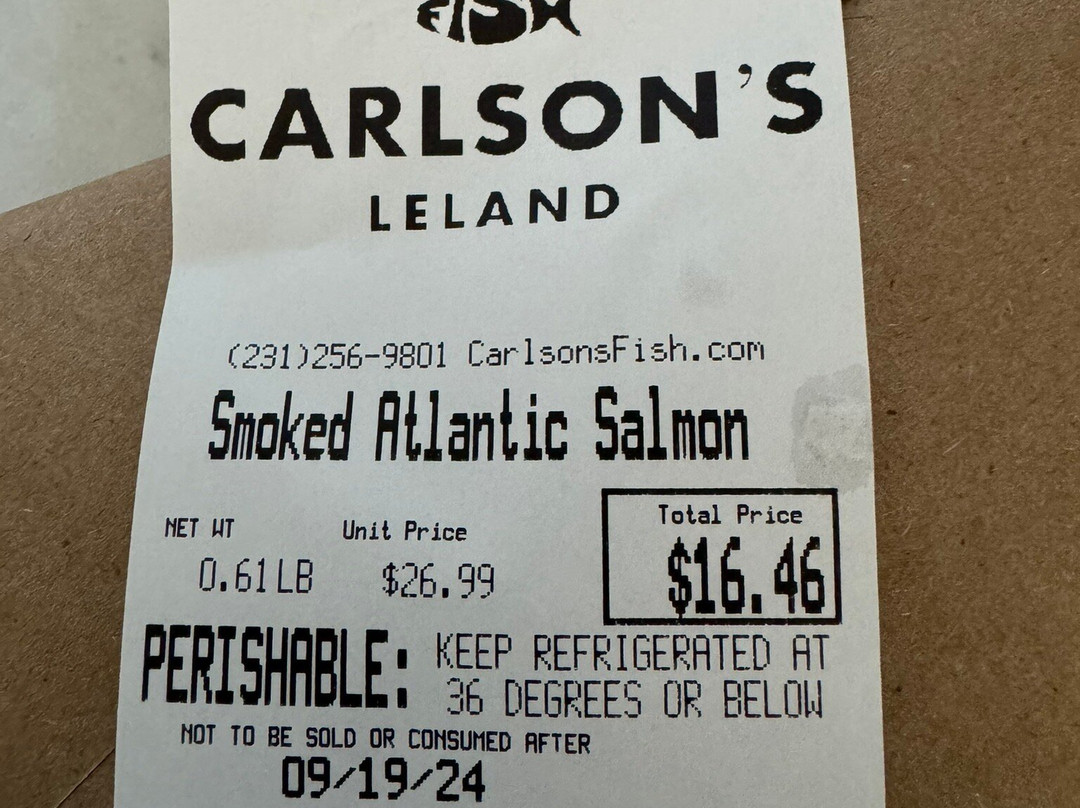 FISH
CARLSON'S
LELAND
(231)256-9801 CarlsonsFish.com
Smoked Atlantic Salmon
NET WT Unit Price Total Price
0.61 LB $26.99 $16.46
PERISHABLE: KEEP REFRIGERATED AT
36 DEGREES OR BELOW
NOT TO BE SOLD OR CONSUMED AFTER
09/19/24